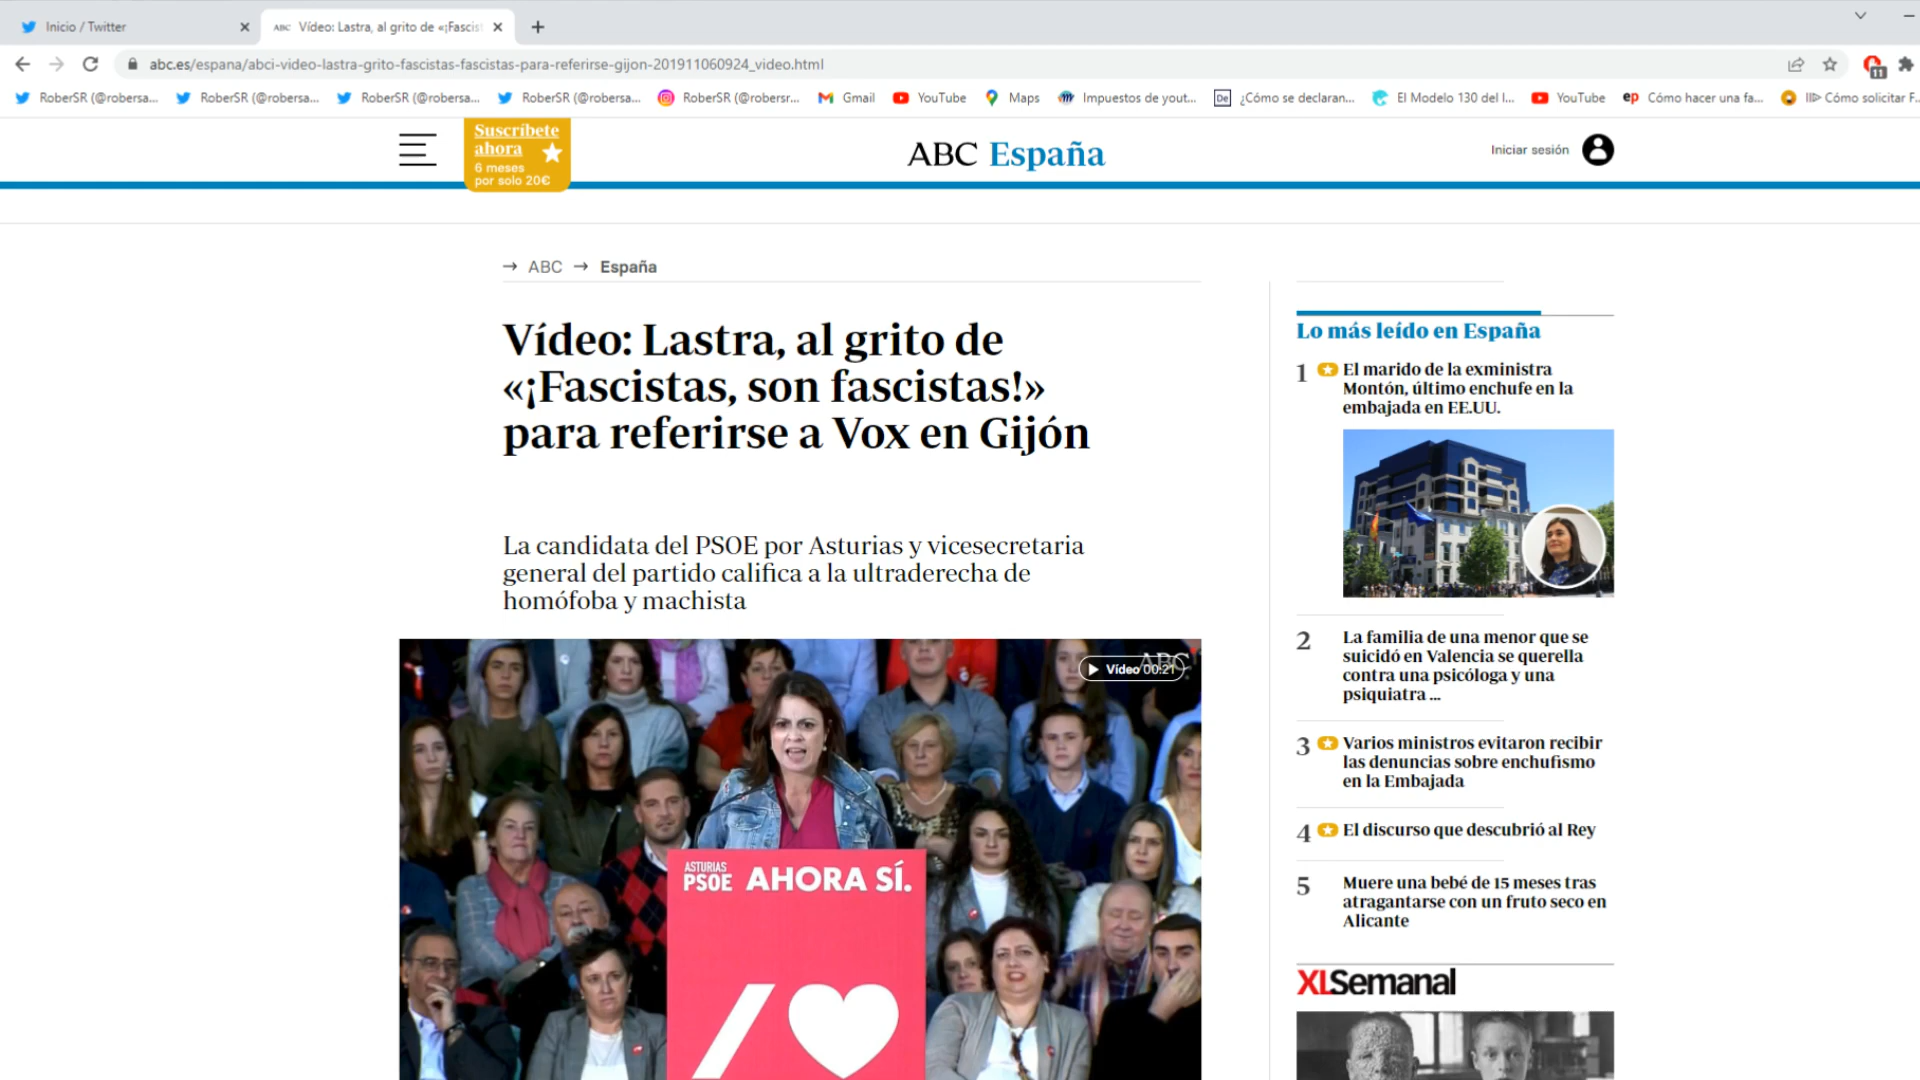 Inicio / Twitter
ABC Vídeo: Lastra, al grito de «¡Fascist
abc.es/espana/abci-video-lastra-grito-fascistas-fascistas-para-referirse-gijon-201911060924_video.html
11
RoberSR (@robersa...
RoberSR (@robersa...
RoberSR (@robersa...
RoberSR (@robersa...
RoberSR (@robersr...
Gmail
YouTube
Maps
Impuestos de yout...
De ¿Cómo se declaran...
El Modelo 130 del I...
YouTube
ep Cómo hacer una fa...
Cómo solicitar F...
Suscríbete
ahora
6 meses
por solo 20€
ABC España
Iniciar sesión
→ ABC → España
Vídeo: Lastra, al grito de
«¡Fascistas, son fascistas!»
para referirse a Vox en Gijón
La candidata del PSOE por Asturias y vicesecretaria
general del partido califica a la ultraderecha de
homófoba y machista
ABC
Vídeo 00:21
ASTURIAS
PSOE AHORA SÍ.
Lo más leído en España
1 El marido de la exministra
Montón, último enchufe en la
embajada en EE.UU.
2 La familia de una menor que se
suicidó en Valencia se querella
contra una psicóloga y una
psiquiatra ...
3 Varios ministros evitaron recibir
las denuncias sobre enchufismo
en la Embajada
4 El discurso que descubrió al Rey
5 Muere una bebé de 15 meses tras
atragantarse con un fruto seco en
Alicante
XLSemanal